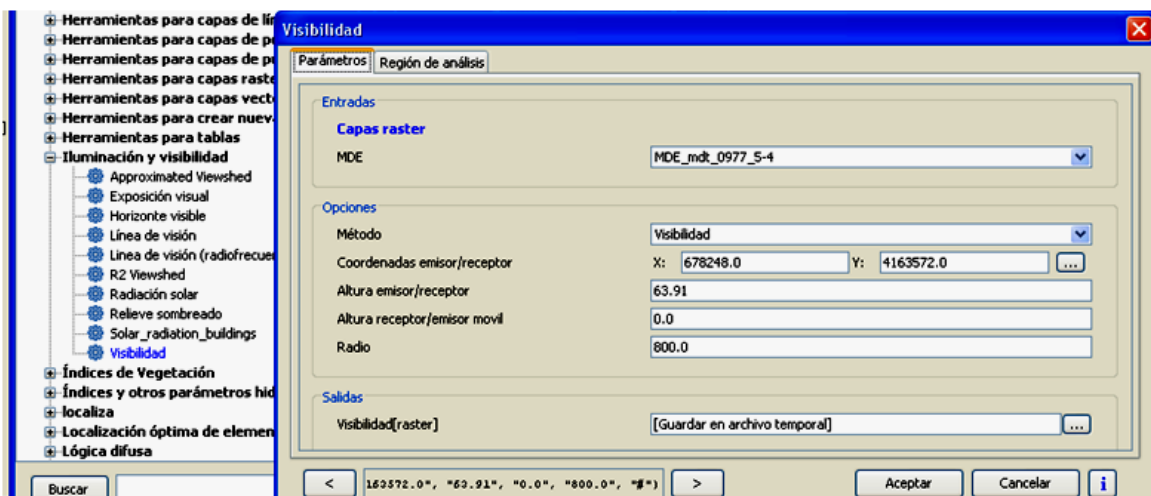 Herramientas para capas de lín
Herramientas para capas de po
Herramientas para capas de pu
Herramientas para capas raste
Herramientas para capas vecto
Herramientas para crear nueva
Herramientas para tablas
Iluminación y visibilidad
Approximated Viewshed
Exposición visual
Horizonte visible
Línea de visión
Linea de visión (radiofrecuen
R2 Viewshed
Radiación solar
Relieve sombreado
Solar_radiation_buildings
Visibilidad
Índices de Vegetación
Índices y otros parámetros hid
localiza
Localización óptima de elemen
Lógica difusa
Buscar
Visibilidad
Parámetros Región de análisis
Entradas
Capas raster
MDE MDE_mdt_0977_5-4
Opciones
Método Visibilidad
Coordenadas emisor/receptor X: 678248.0 Y: 4163572.0 ...
Altura emisor/receptor 63.91
Altura receptor/emisor movil 0.0
Radio 800.0
Salidas
Visibilidad[raster] [Guardar en archivo temporal] ...
< 163572.0", "63.91", "0.0", "800.0", "#") > Aceptar Cancelar i